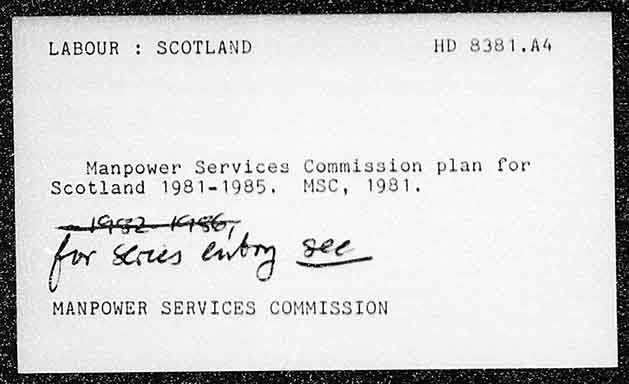 LABOUR : SCOTLAND HD 8381.A4
Manpower Services Commission plan for
Scotland 1981-1985. MSC, 1981.
1982-1986,
for series entry see
MANPOWER SERVICES COMMISSION